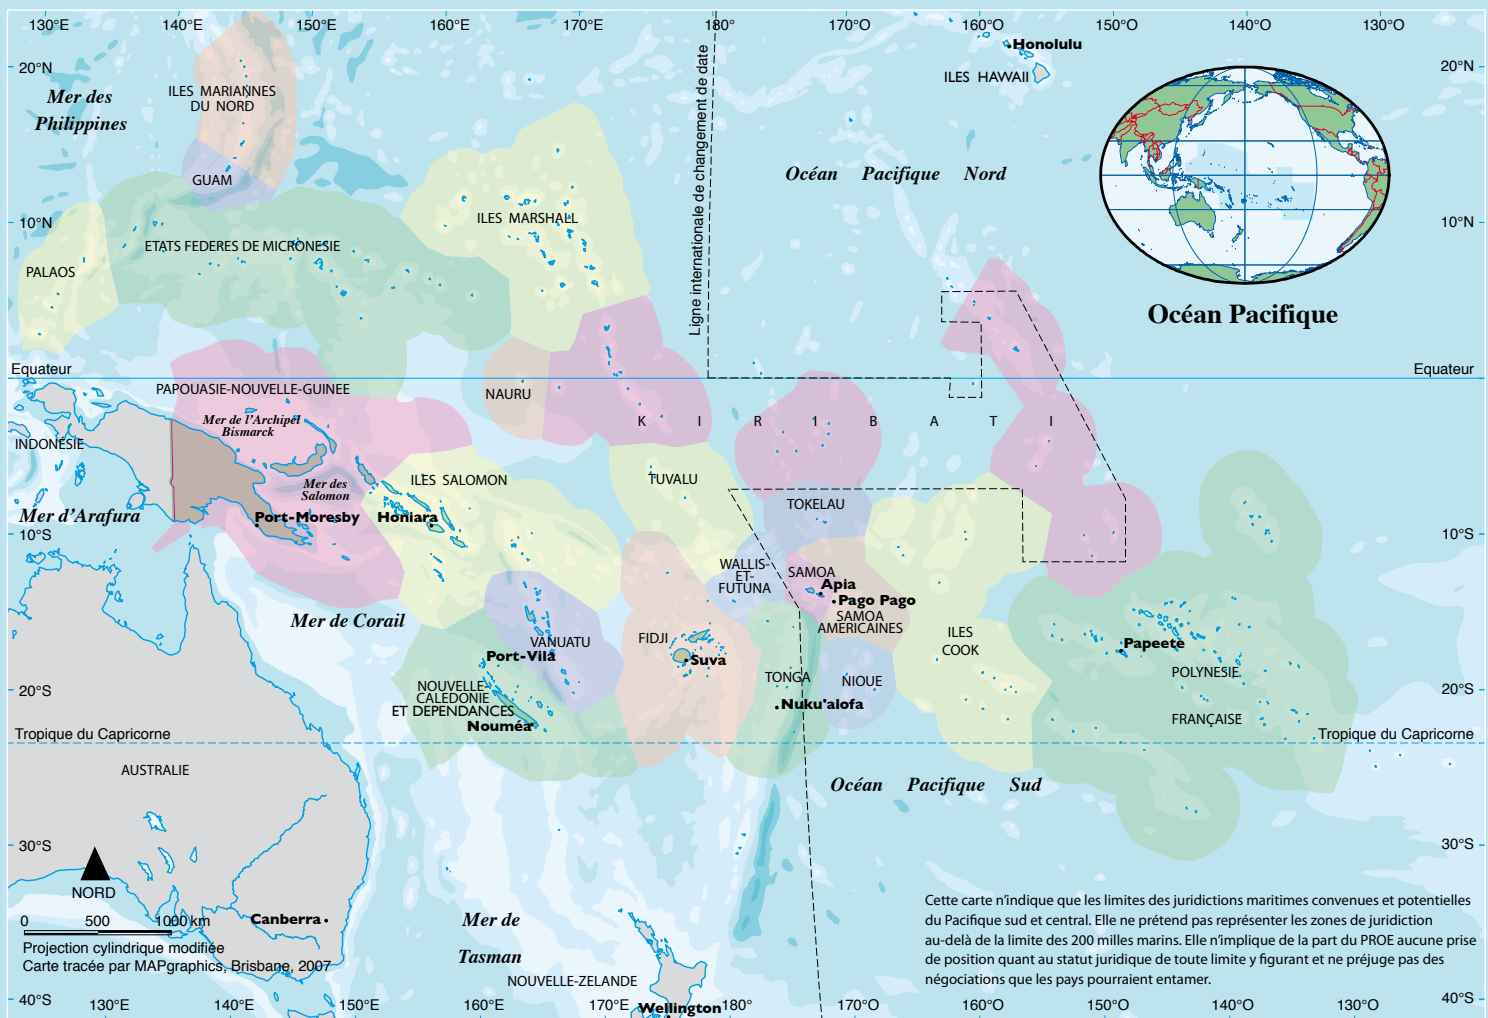 130°E 140°E 150°E 160°E 170°E 180° 170°O 160°O 150°O 140°O 130°O
20°N
20°N
Honolulu
ILES HAWAII
Mer des
Philippines
ILES MARIANNES
DU NORD
GUAM
Ligne internationale de changement de date
Océan Pacifique Nord
10°N
10°N
ILES MARSHALL
ETATS FEDERES DE MICRONESIE
PALAOS
Océan Pacifique
Equateur
Equateur
PAPOUASIE-NOUVELLE-GUINEE
NAURU
Mer de l'Archipel
Bismarck
K I R 1 B A T I
INDONÉSIE
Mer des
Salomon
ILES SALOMON
TUVALU
TOKELAU
Mer d'Arafura
Port-Moresby
Honiara
10°S
10°S
WALLIS-
ET-
FUTUNA
SAMOA
Apia
Pago Pago
SAMOA
AMERICAINES
Mer de Corail
VANUATU
Port-Vila
FIDJI
Suva
ILES
COOK
Papeete
POLYNESIE
FRANÇAISE
TONGA
NIOUE
Nuku'alofa
20°S
20°S
NOUVELLE-
CALEDONIE
ET DEPENDANCES
Nouméa
Tropique du Capricorne
Tropique du Capricorne
AUSTRALIE
Océan Pacifique Sud
30°S
30°S
NORD
0 500 1000 km
Canberra
Projection cylindrique modifiée
Carte tracée par MAPgraphics, Brisbane, 2007
Mer de
Tasman
NOUVELLE-ZELANDE
Wellington
Cette carte n'indique que les limites des juridictions maritimes convenues et potentielles
du Pacifique sud et central. Elle ne prétend pas représenter les zones de juridiction
au-delà de la limite des 200 milles marins. Elle n'implique de la part du PROE aucune prise
de position quant au statut juridique de toute limite y figurant et ne préjuge pas des
négociations que les pays pourraient entamer.
40°S
40°S
130°E 140°E 150°E 160°E 170°E 180° 170°O 160°O 150°O 140°O 130°O